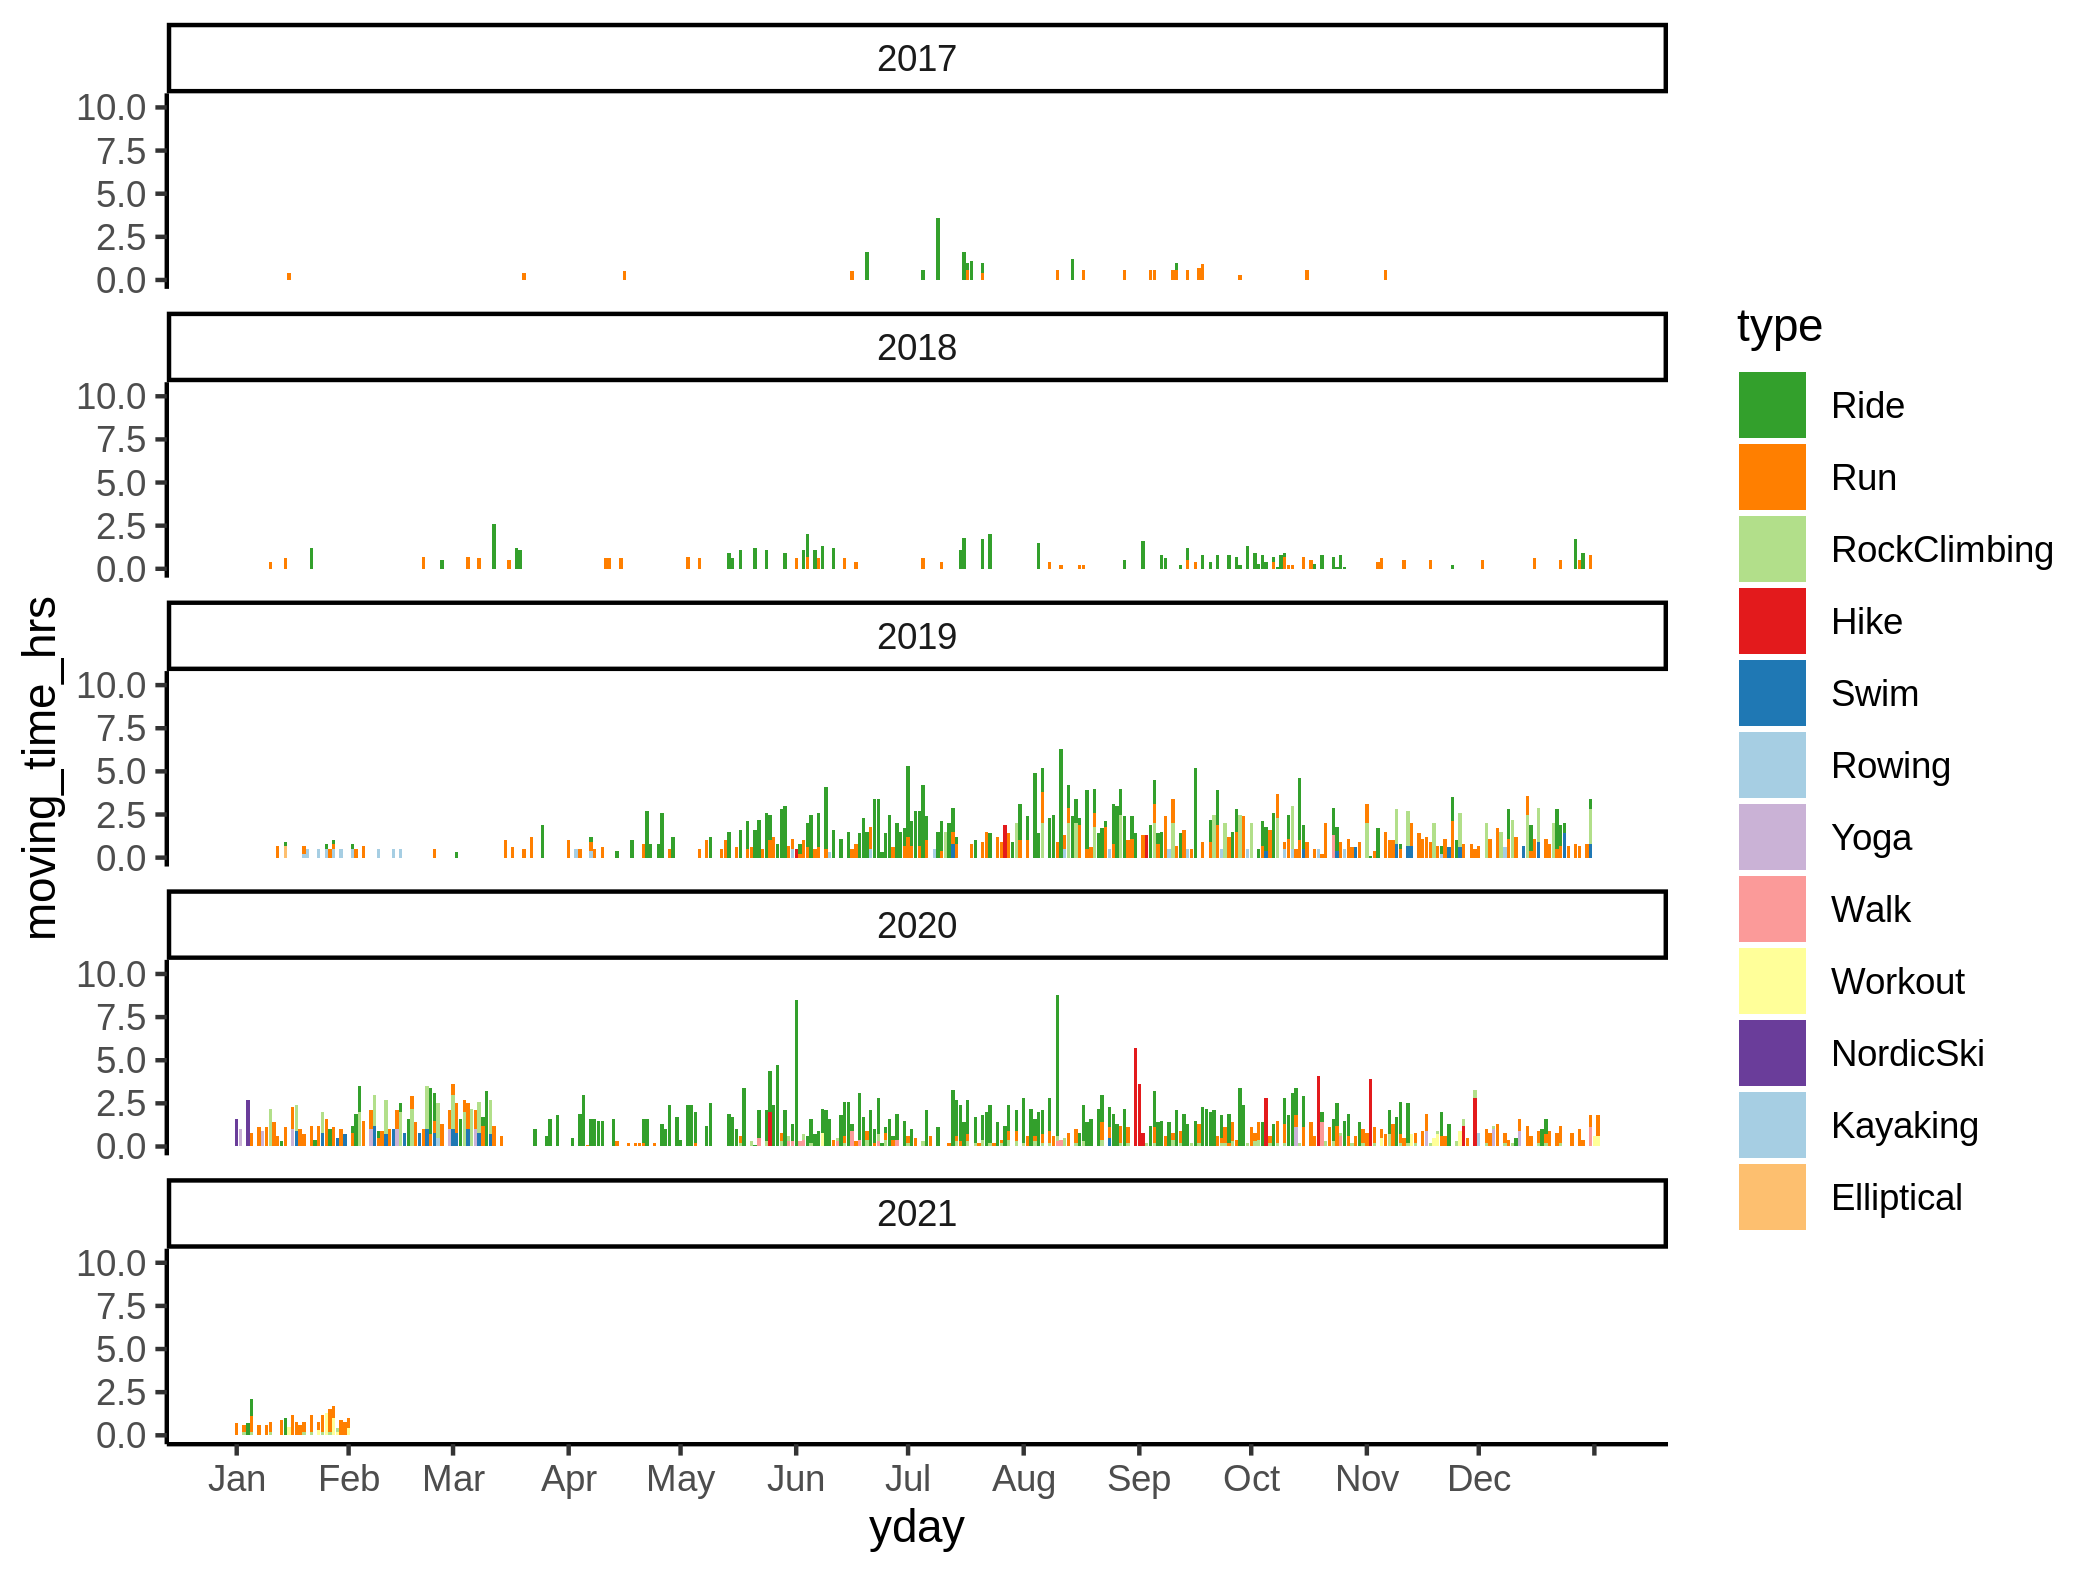 2017
10.0
7.5
5.0
2.5
0.0
2018
10.0
7.5
5.0
2.5
0.0
2019
10.0
7.5
5.0
2.5
0.0
2020
10.0
7.5
5.0
2.5
0.0
2021
10.0
7.5
5.0
2.5
0.0
Jan Feb Mar Apr May Jun Jul Aug Sep Oct Nov Dec
yday
moving_time_hrs
type
Ride
Run
RockClimbing
Hike
Swim
Rowing
Yoga
Walk
Workout
NordicSki
Kayaking
Elliptical